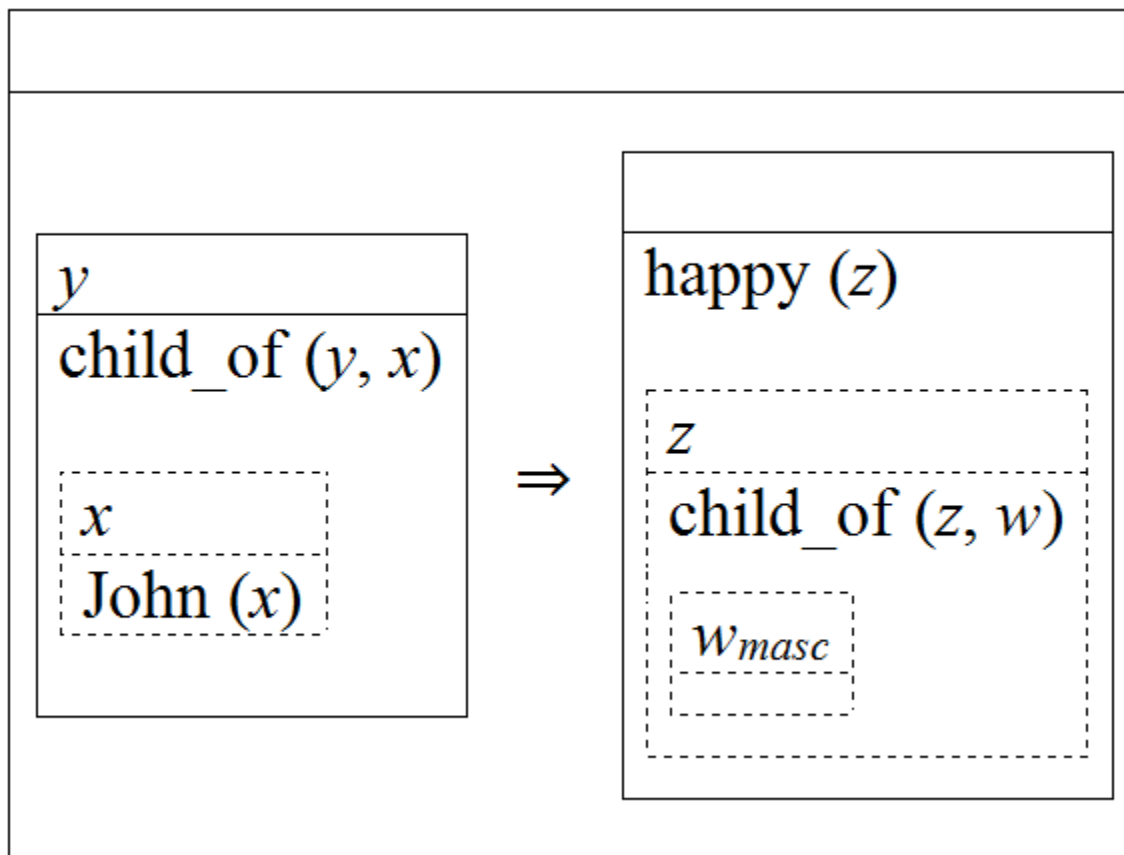 y
child_of (y, x)
x
John (x)
⇒
happy (z)
z
child_of (z, w)
wmasc